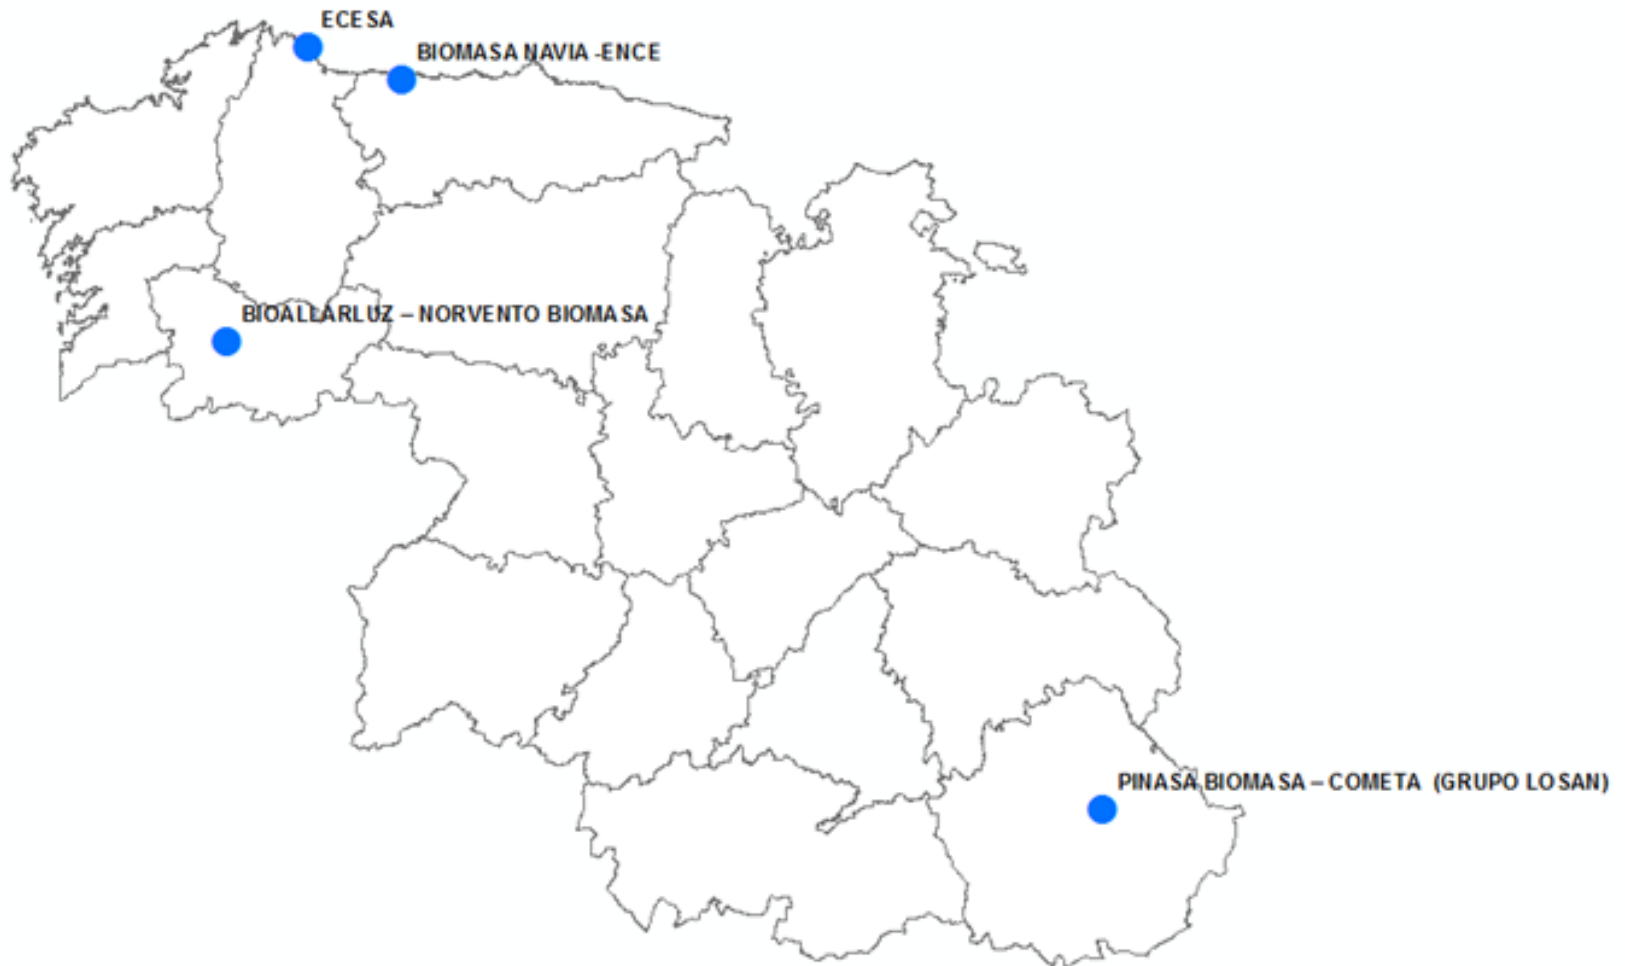 ECESA
BIOMASA NAVIA -ENCE
BIOALLARLUZ – NORVENTO BIOMASA
PINASA BIOMASA – COMETA (GRUPO LOSAN)